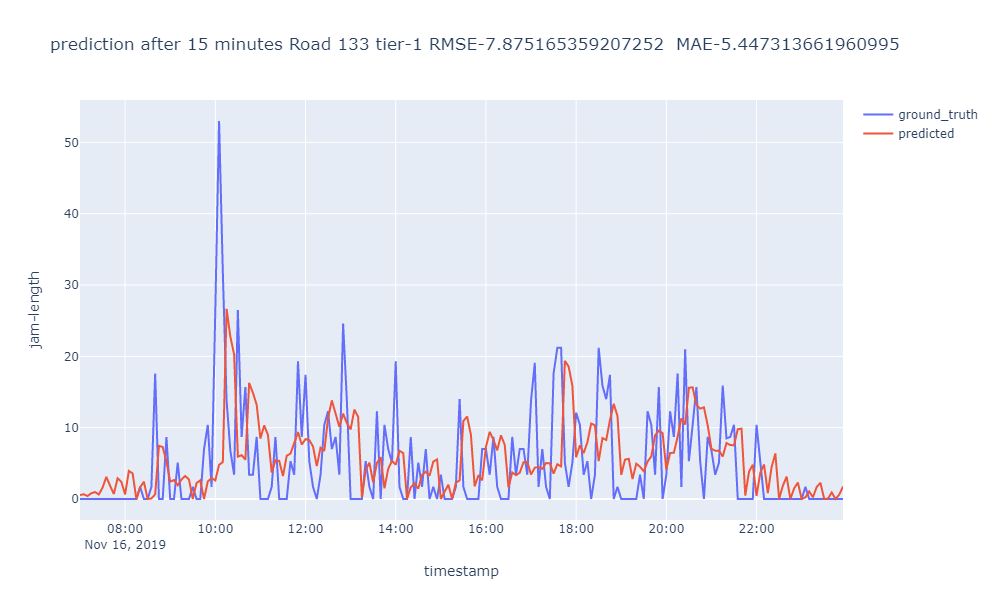 prediction after 15 minutes Road 133 tier-1 RMSE-7.875165359207252  MAE-5.447313661960995
ground_truth
predicted
50
40
30
20
10
0
jam-length
08:00 10:00 12:00 14:00 16:00 18:00 20:00 22:00
Nov 16, 2019
timestamp